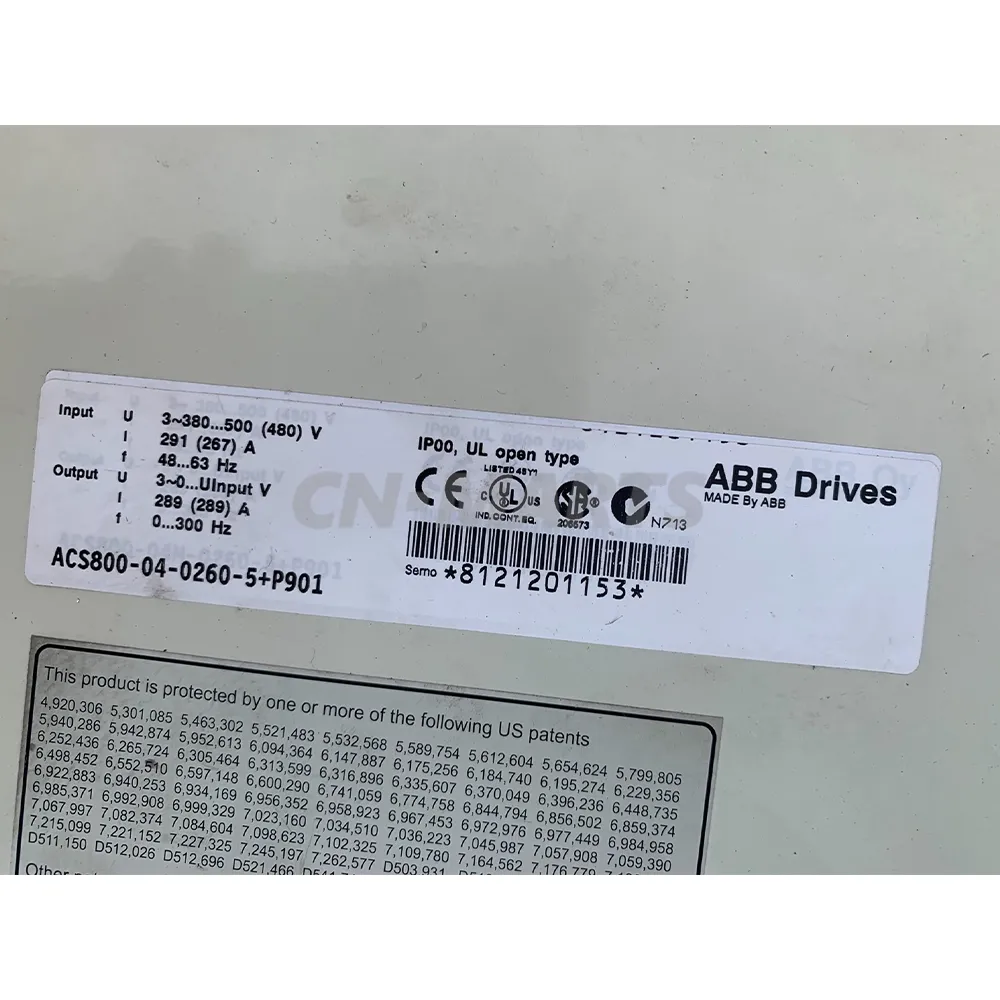 Input U 3~380...500 (480) V
I 291 (267) A
f 48...63 Hz
Output U 3~0...UInput V
I 289 (289) A
f 0...300 Hz
ACS800-04-0260-5+P901
IP00, UL open type
LISTED 45Y1
CE C UL US SA ® N713
IND. CONT. EQ. 206573
Serno *8121201153*
ABB Drives
MADE By ABB
This product is protected by one or more of the following US patents
4,920,306 5,301,085 5,463,302 5,521,483 5,532,568 5,589,754 5,612,604 5,654,624 5,799,805
5,940,286 5,942,874 5,952,613 6,094,364 6,147,887 6,175,256 6,184,740 6,195,274 6,229,356
6,252,436 6,265,724 6,305,464 6,313,599 6,316,896 6,335,607 6,370,049 6,396,236 6,448,735
6,498,452 6,552,510 6,597,148 6,600,290 6,741,059 6,774,758 6,844,794 6,856,502 6,859,374
6,922,883 6,940,253 6,934,169 6,956,352 6,958,923 6,967,453 6,972,976 6,977,449 6,984,958
6,985,371 6,992,908 6,999,329 7,023,160 7,034,510 7,036,223 7,045,987 7,057,908 7,059,390
7,067,997 7,082,374 7,084,604 7,098,623 7,102,325 7,109,780 7,164,562 7,176,779
7,215,099 7,221,152 7,227,325 7,245,197 7,262,577 D503,931
D511,150 D512,026 D512,696 D521,466
Other